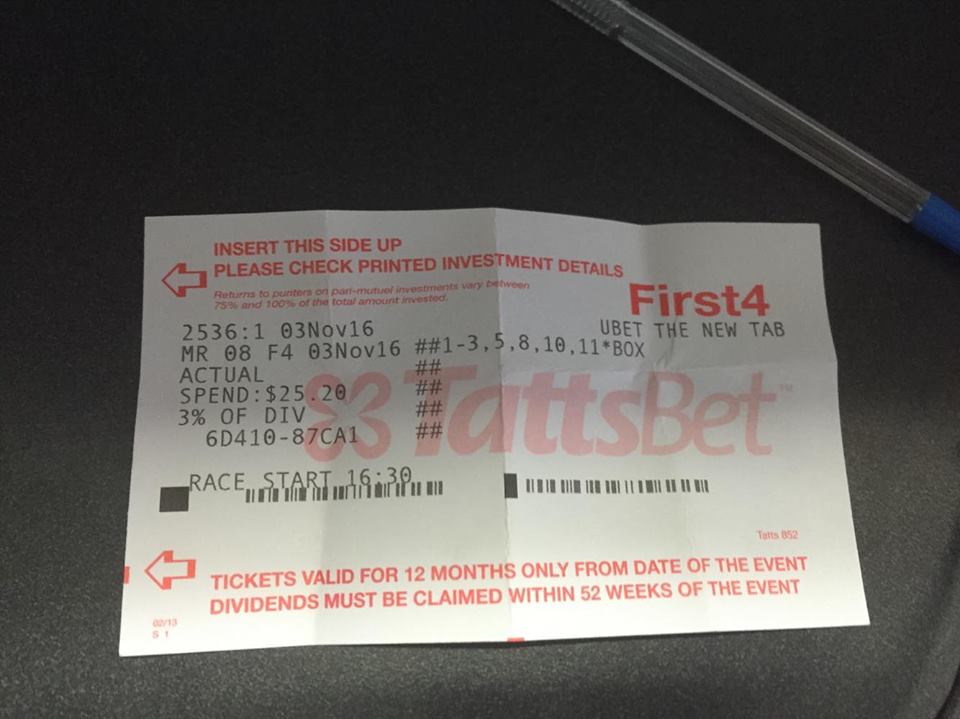 INSERT THIS SIDE UP
PLEASE CHECK PRINTED INVESTMENT DETAILS
Returns to punters on pari-mutuel investments vary between
75% and 100% of the total amount invested.
First4
2536:1 03Nov16
UBET THE NEW TAB
MR 08 F4 03Nov16 ##1-3,5,8,10,11*BOX
ACTUAL ##
SPEND:$25.20 ##
3% OF DIV ##
6D410-87CA1 ##
TattsBet™
RACE START 16:30
Tatts 852
TICKETS VALID FOR 12 MONTHS ONLY FROM DATE OF THE EVENT
DIVIDENDS MUST BE CLAIMED WITHIN 52 WEEKS OF THE EVENT
02/13
S 1